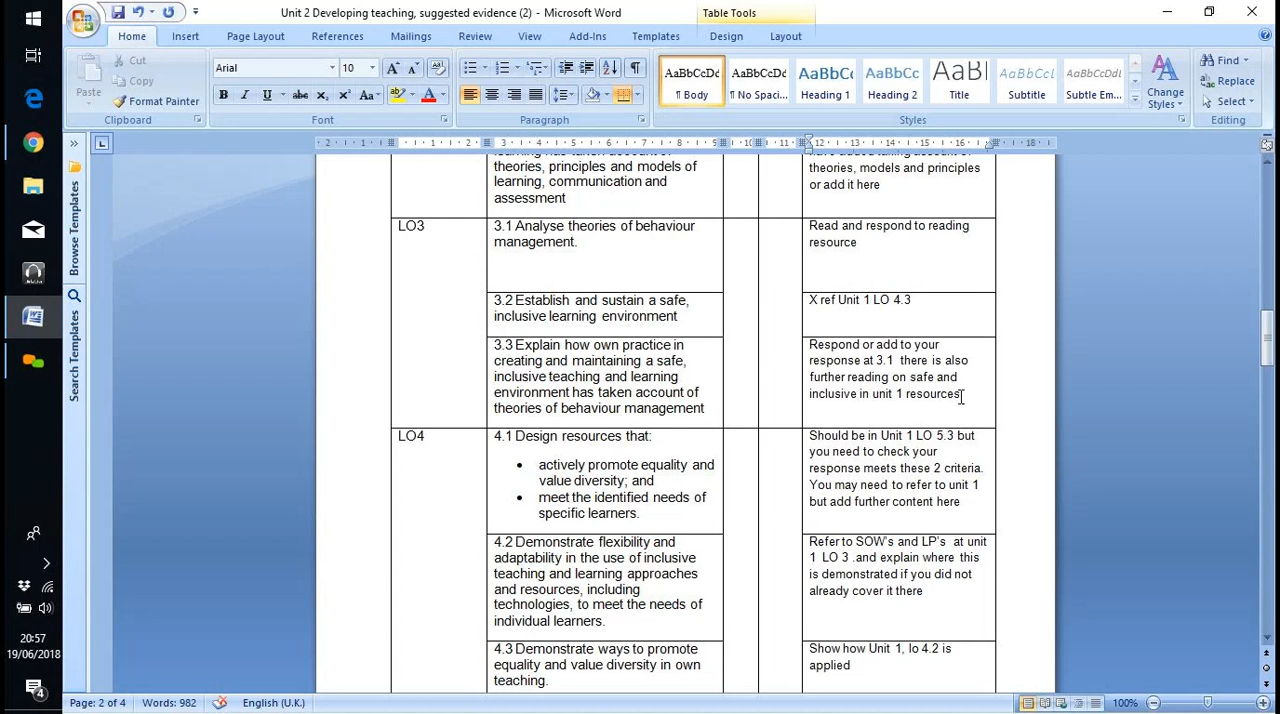 Unit 2 Developing teaching, suggested evidence (2) - Microsoft Word
Table Tools
Home Insert Page Layout References Mailings Review View Add-Ins Templates Design Layout
Cut
Copy
Format Painter
Paste
Clipboard
Arial 10
Font
Paragraph
AaBbCcDd AaBbCcDd AaBbCc AaBbCc AaBl AaBbCcDd AaBbCcDdl
¶ Body ¶ No Spaci... Heading 1 Heading 2 Title Subtitle Subtle Em...
Change
Styles
Styles
Find
Replace
Select
Editing
Browse Templates
Search Templates
theories, principles and models of
learning, communication and
assessment
theories, models and principles
or add it here
LO3
3.1 Analyse theories of behaviour
management.
Read and respond to reading
resource
3.2 Establish and sustain a safe,
inclusive learning environment
X ref Unit 1 LO 4.3
3.3 Explain how own practice in
creating and maintaining a safe,
inclusive teaching and learning
environment has taken account of
theories of behaviour management
Respond or add to your
response at 3.1 there is also
further reading on safe and
inclusive in unit 1 resources
LO4
4.1 Design resources that:
• actively promote equality and
value diversity; and
• meet the identified needs of
specific learners.
Should be in Unit 1 LO 5.3 but
you need to check your
response meets these 2 criteria.
You may need to refer to unit 1
but add further content here
4.2 Demonstrate flexibility and
adaptability in the use of inclusive
teaching and learning approaches
and resources, including
technologies, to meet the needs of
individual learners.
Refer to SOW's and LP's at unit
1 LO 3 .and explain where this
is demonstrated if you did not
already cover it there
4.3 Demonstrate ways to promote
equality and value diversity in own
teaching.
Show how Unit 1, lo 4.2 is
applied
20:57
19/06/2018
4
Page: 2 of 4 Words: 982 English (U.K.) 100%